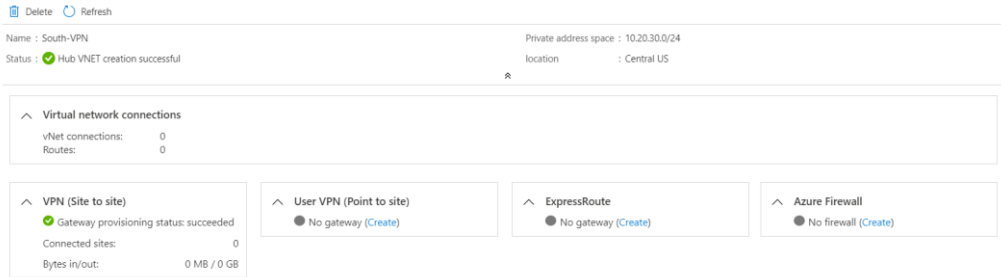 Delete Refresh
Name : South-VPN Private address space : 10.20.30.0/24
Status : Hub VNET creation successful location : Central US
Virtual network connections
vNet connections: 0
Routes: 0
VPN (Site to site) User VPN (Point to site) ExpressRoute Azure Firewall
Gateway provisioning status: succeeded No gateway (Create) No gateway (Create) No firewall (Create)
Connected sites: 0
Bytes in/out: 0 MB / 0 GB